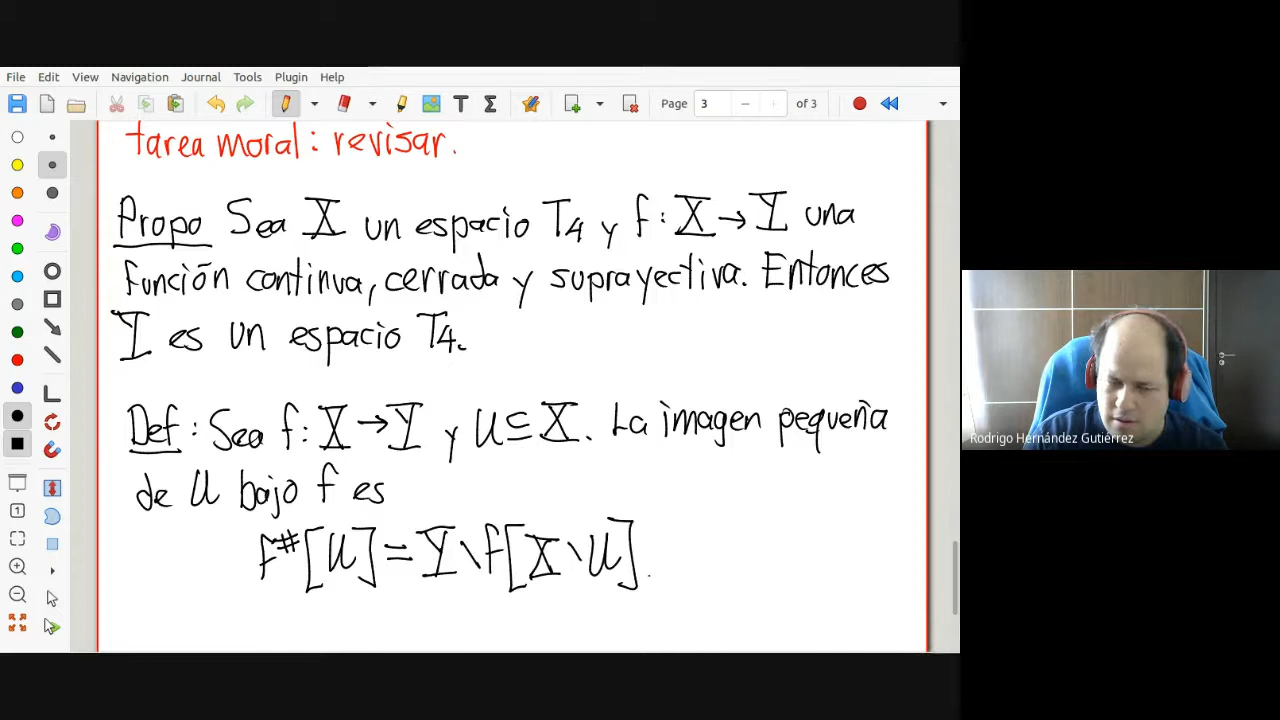 File Edit View Navigation Journal Tools Plugin Help
Page 3 of 3
tarea moral: revisar.
Propo Sea X un espacio T4 y f: X → Y una
función continua, cerrada y suprayectiva. Entonces
Y es un espacio T4.
Def: Sea f: X → Y y U ⊆ X. La imagen pequeña
de U bajo f es
f#[U] = Y \ f[X \ U].
Rodrigo Hernández Gutiérrez